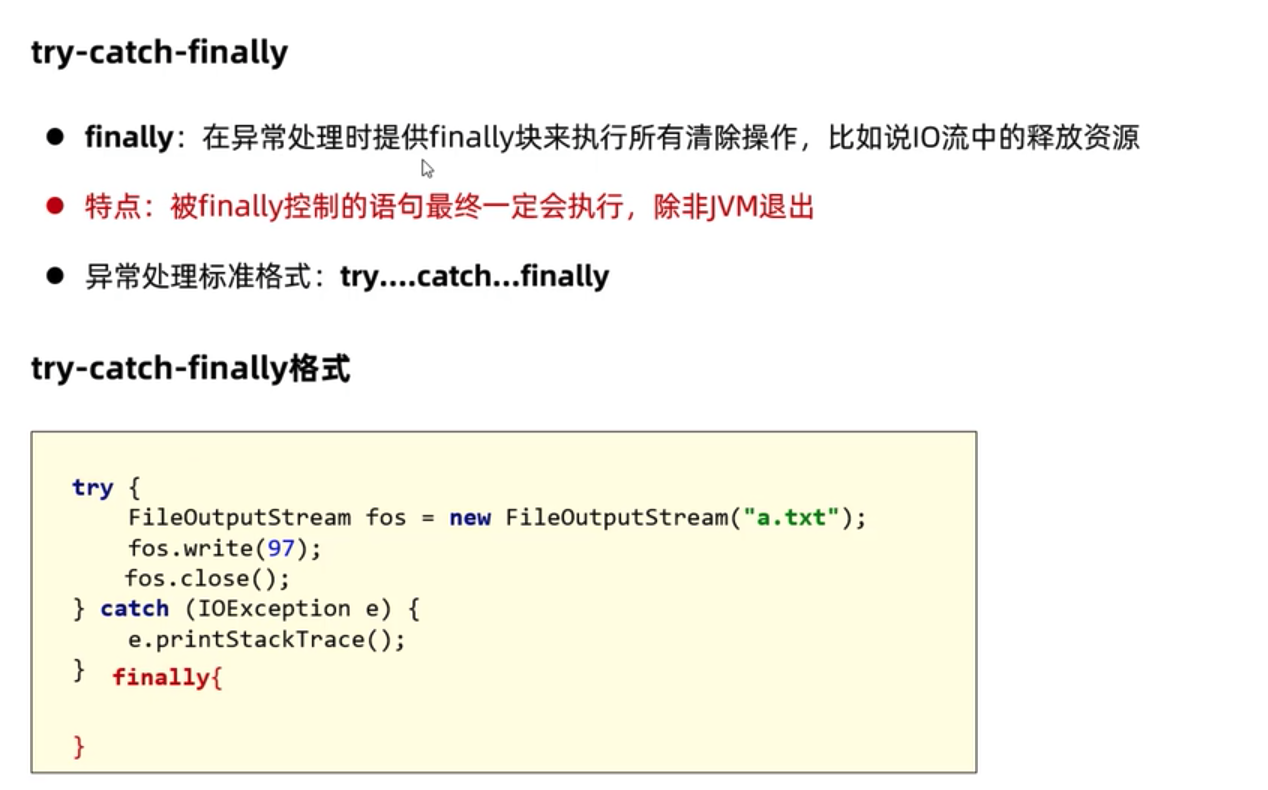 try-catch-finally
● finally：在异常处理时提供finally块来执行所有清除操作，比如说IO流中的释放资源
● 特点：被finally控制的语句最终一定会执行，除非JVM退出
● 异常处理标准格式：try....catch...finally
try-catch-finally格式
try {
    FileOutputStream fos = new FileOutputStream("a.txt");
    fos.write(97);
    fos.close();
} catch (IOException e) {
    e.printStackTrace();
} finally{
}